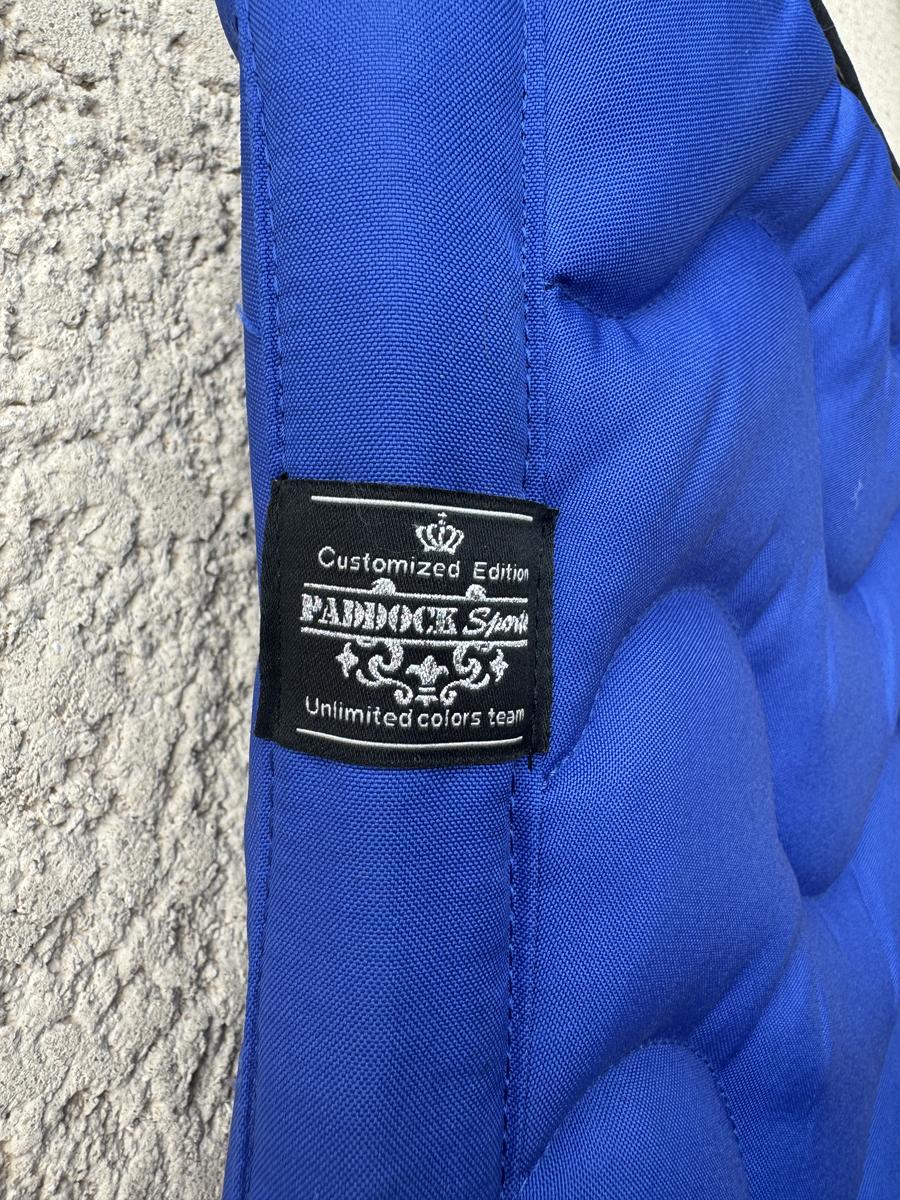 Customized Edition
PADDOCK Sports
Unlimited colors team